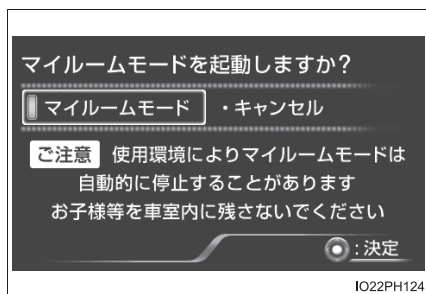 マイルームモードを起動しますか?
マイルームモード ・キャンセル
ご注意 使用環境によりマイルームモードは
自動的に停止することがあります
お子様等を車室内に残さないでください
:決定
IO22PH124